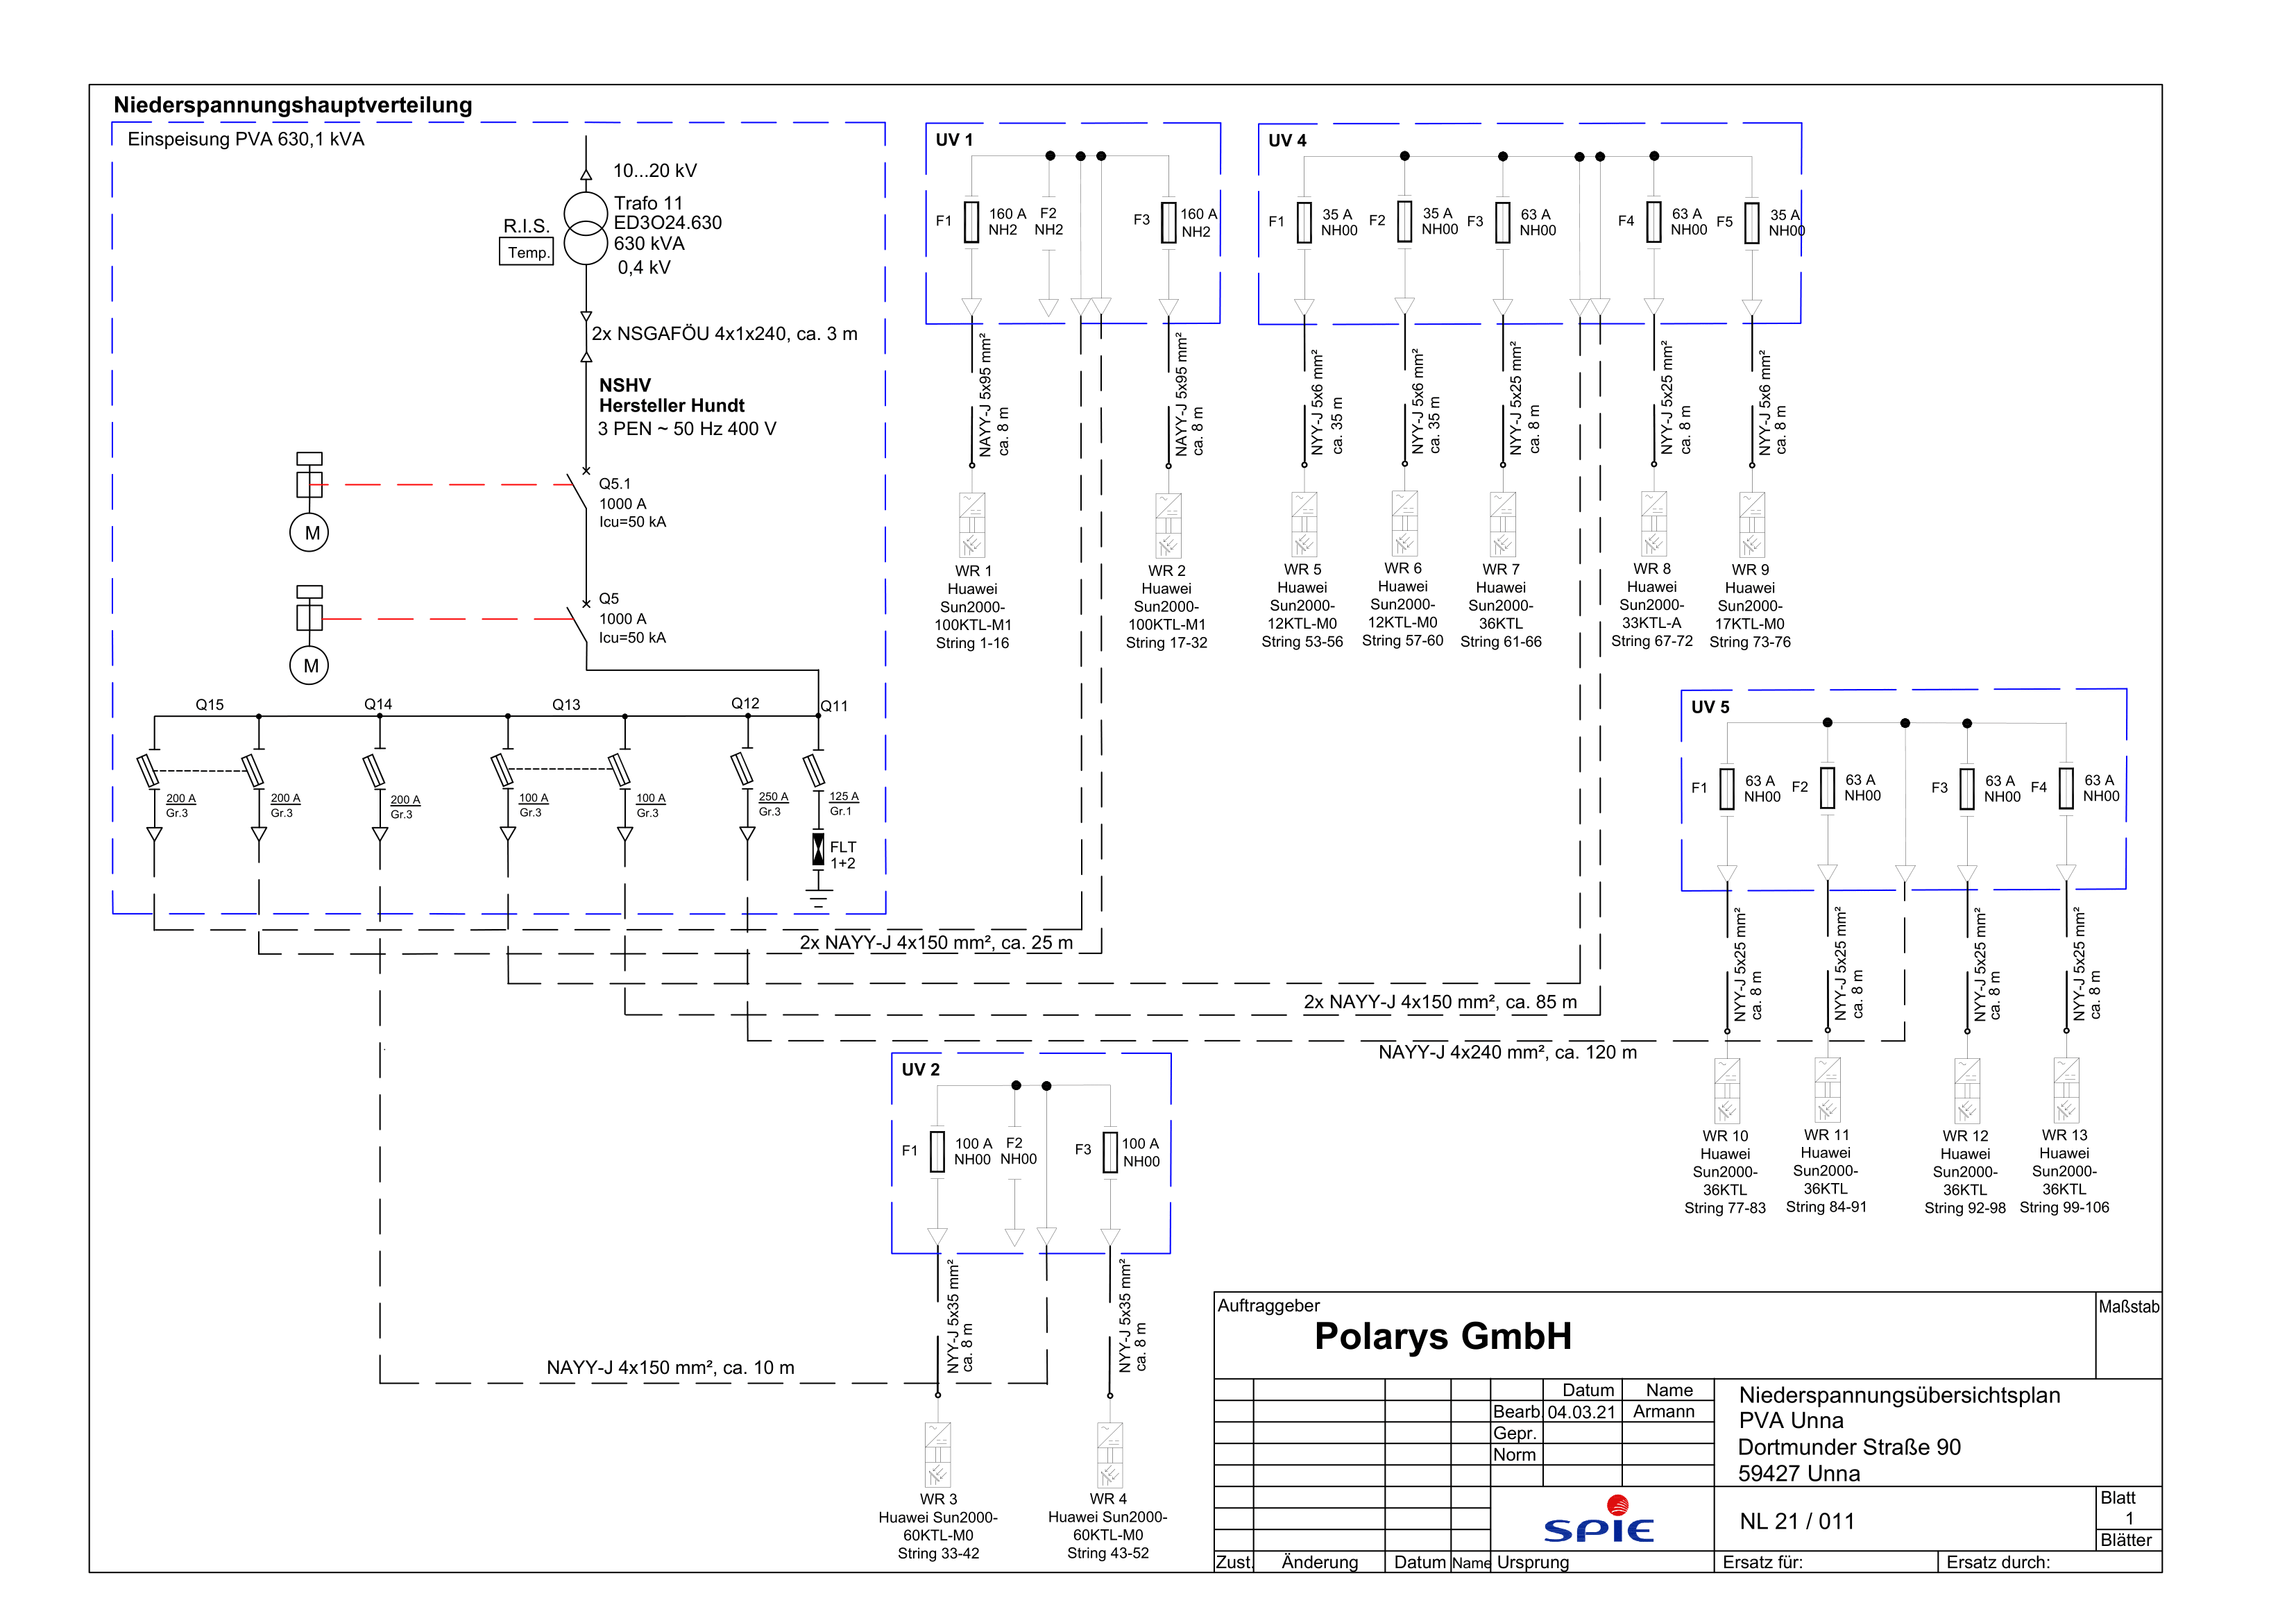 Niederspannungshauptverteilung
Einspeisung PVA 630,1 kVA
10...20 kV
Trafo 11
ED3O24.630
630 kVA
0,4 kV
R.I.S.
Temp.
2x NSGAFÖU 4x1x240, ca. 3 m
NSHV
Hersteller Hundt
3 PEN ~ 50 Hz 400 V
Q5.1
1000 A
Icu=50 kA
M
Q5
1000 A
Icu=50 kA
M
Q15
Q14
Q13
Q12
Q11
200 A
Gr.3
200 A
Gr.3
200 A
Gr.3
100 A
Gr.3
100 A
Gr.3
250 A
Gr.3
125 A
Gr.1
FLT
1+2
2x NAYY-J 4x150 mm², ca. 25 m
2x NAYY-J 4x150 mm², ca. 85 m
NAYY-J 4x240 mm², ca. 120 m
NAYY-J 4x150 mm², ca. 10 m
UV 1
F1
160 A
NH2
F2
NH2
F3
160 A
NH2
NAYY-J 5x95 mm²
ca. 8 m
NAYY-J 5x95 mm²
ca. 8 m
WR 1
Huawei
Sun2000-
100KTL-M1
String 1-16
WR 2
Huawei
Sun2000-
100KTL-M1
String 17-32
UV 4
F1
35 A
NH00
F2
35 A
NH00
F3
63 A
NH00
F4
63 A
NH00
F5
35 A
NH00
NYY-J 5x6 mm²
ca. 35 m
NYY-J 5x6 mm²
ca. 35 m
NYY-J 5x25 mm²
ca. 8 m
NYY-J 5x25 mm²
ca. 8 m
NYY-J 5x6 mm²
ca. 8 m
WR 5
Huawei
Sun2000-
12KTL-M0
String 53-56
WR 6
Huawei
Sun2000-
12KTL-M0
String 57-60
WR 7
Huawei
Sun2000-
36KTL
String 61-66
WR 8
Huawei
Sun2000-
33KTL-A
String 67-72
WR 9
Huawei
Sun2000-
17KTL-M0
String 73-76
UV 5
F1
63 A
NH00
F2
63 A
NH00
F3
63 A
NH00
F4
63 A
NH00
NYY-J 5x25 mm²
ca. 8 m
NYY-J 5x25 mm²
ca. 8 m
NYY-J 5x25 mm²
ca. 8 m
NYY-J 5x25 mm²
ca. 8 m
WR 10
Huawei
Sun2000-
36KTL
String 77-83
WR 11
Huawei
Sun2000-
36KTL
String 84-91
WR 12
Huawei
Sun2000-
36KTL
String 92-98
WR 13
Huawei
Sun2000-
36KTL
String 99-106
UV 2
F1
100 A
NH00
F2
NH00
F3
100 A
NH00
NYY-J 5x35 mm²
ca. 8 m
NYY-J 5x35 mm²
ca. 8 m
WR 3
Huawei Sun2000-
60KTL-M0
String 33-42
WR 4
Huawei Sun2000-
60KTL-M0
String 43-52
Auftraggeber
Polarys GmbH
Maßstab
Datum Name
Bearb. 04.03.21 Armann
Gepr.
Norm
Niederspannungsübersichtsplan
PVA Unna
Dortmunder Straße 90
59427 Unna
SPIE
NL 21 / 011
Blatt
1
Blätter
Zust. Änderung Datum Name Ursprung Ersatz für: Ersatz durch: